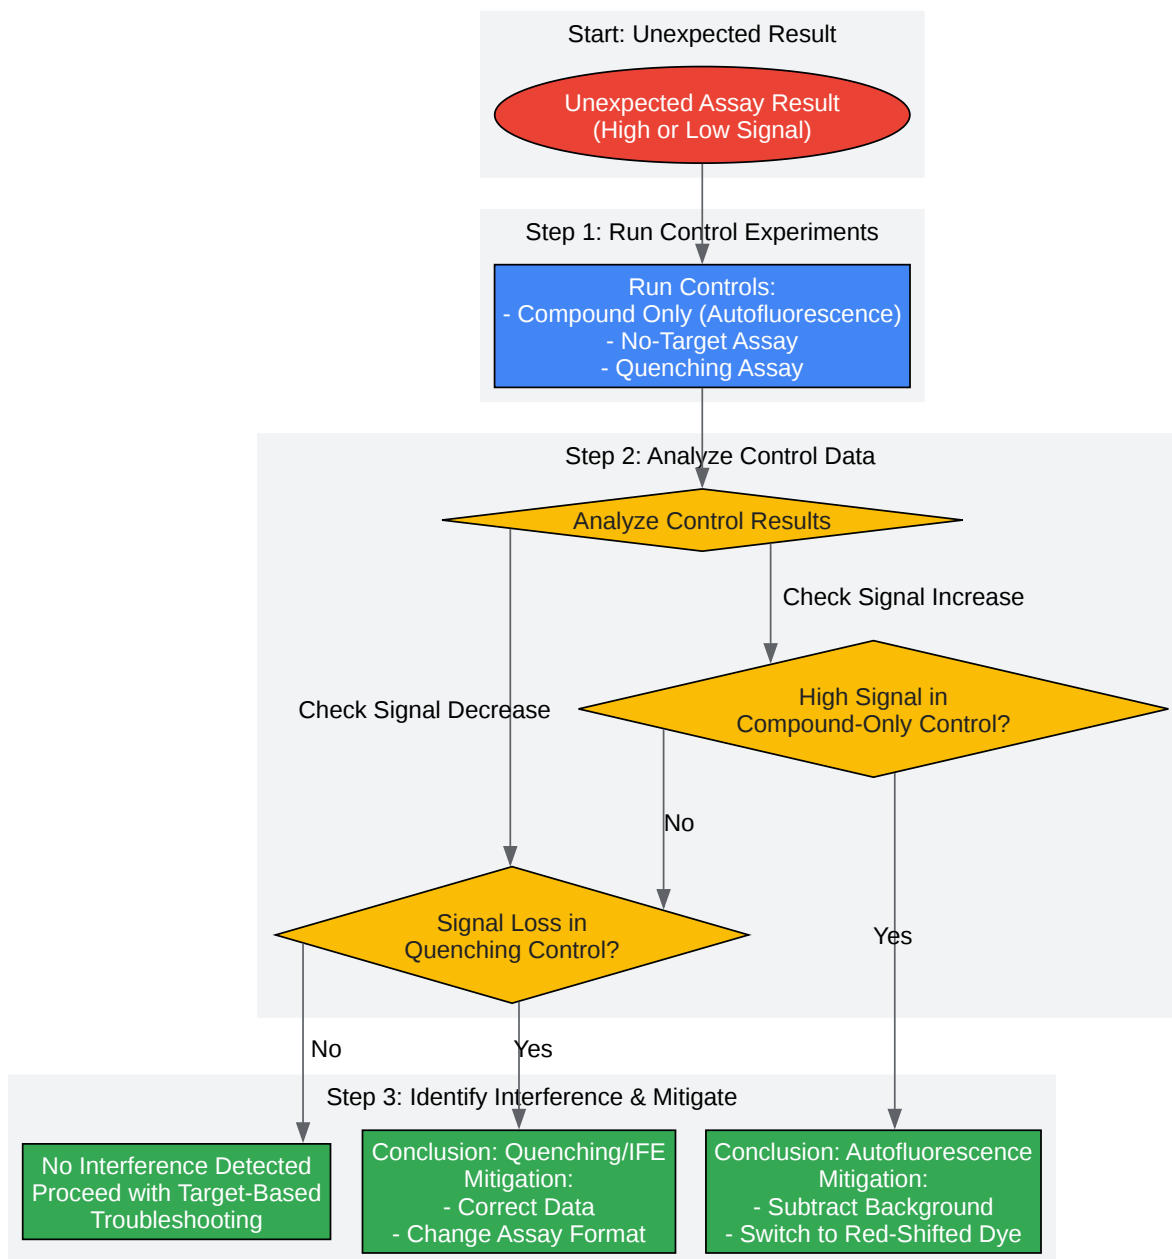 Start: Unexpected Result
Unexpected Assay Result
(High or Low Signal)
Step 1: Run Control Experiments
Run Controls:
- Compound Only (Autofluorescence)
- No-Target Assay
- Quenching Assay
Step 2: Analyze Control Data
Analyze Control Results
Check Signal Increase
High Signal in
Compound-Only Control?
Check Signal Decrease
No
Signal Loss in
Quenching Control?
Yes
No
Yes
Step 3: Identify Interference & Mitigate
No Interference Detected
Proceed with Target-Based
Troubleshooting
Conclusion: Quenching/IFE
Mitigation:
- Correct Data
- Change Assay Format
Conclusion: Autofluorescence
Mitigation:
- Subtract Background
- Switch to Red-Shifted Dye